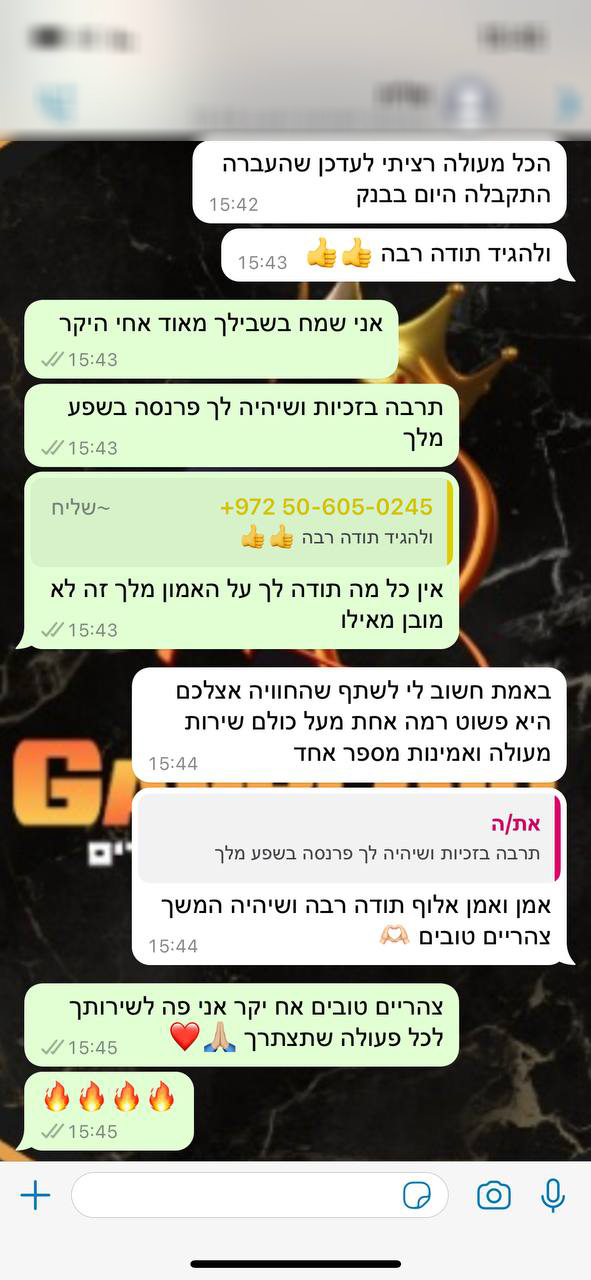 הכל מעולה רציתי לעדכן שהעברה
התקבלה היום בבנק
15:42
ולהגיד תודה רבה 👍👍
15:43
אני שמח בשבילך מאוד אחי היקר
15:43
תרבה בזכיות ושיהיה לך פרנסה בשפע
מלך
15:43
+972 50-605-0245 ~שליח
ולהגיד תודה רבה 👍👍
אין כל מה תודה לך על האמון מלך זה לא
מובן מאילו
15:43
באמת חשוב לי לשתף שהחוויה אצלכם
היא פשוט רמה אחת מעל כולם שירות
מעולה ואמינות מספר אחד
15:44
את/ה
תרבה בזכיות ושיהיה לך פרנסה בשפע מלך
אמן ואמן אלוף תודה רבה ושיהיה המשך
צהריים טובים 🫶🏻
15:44
צהריים טובים אח יקר אני פה לשירותך
לכל פעולה שתצתרך 🙏🏼❤️
15:45
🔥🔥🔥🔥
15:45